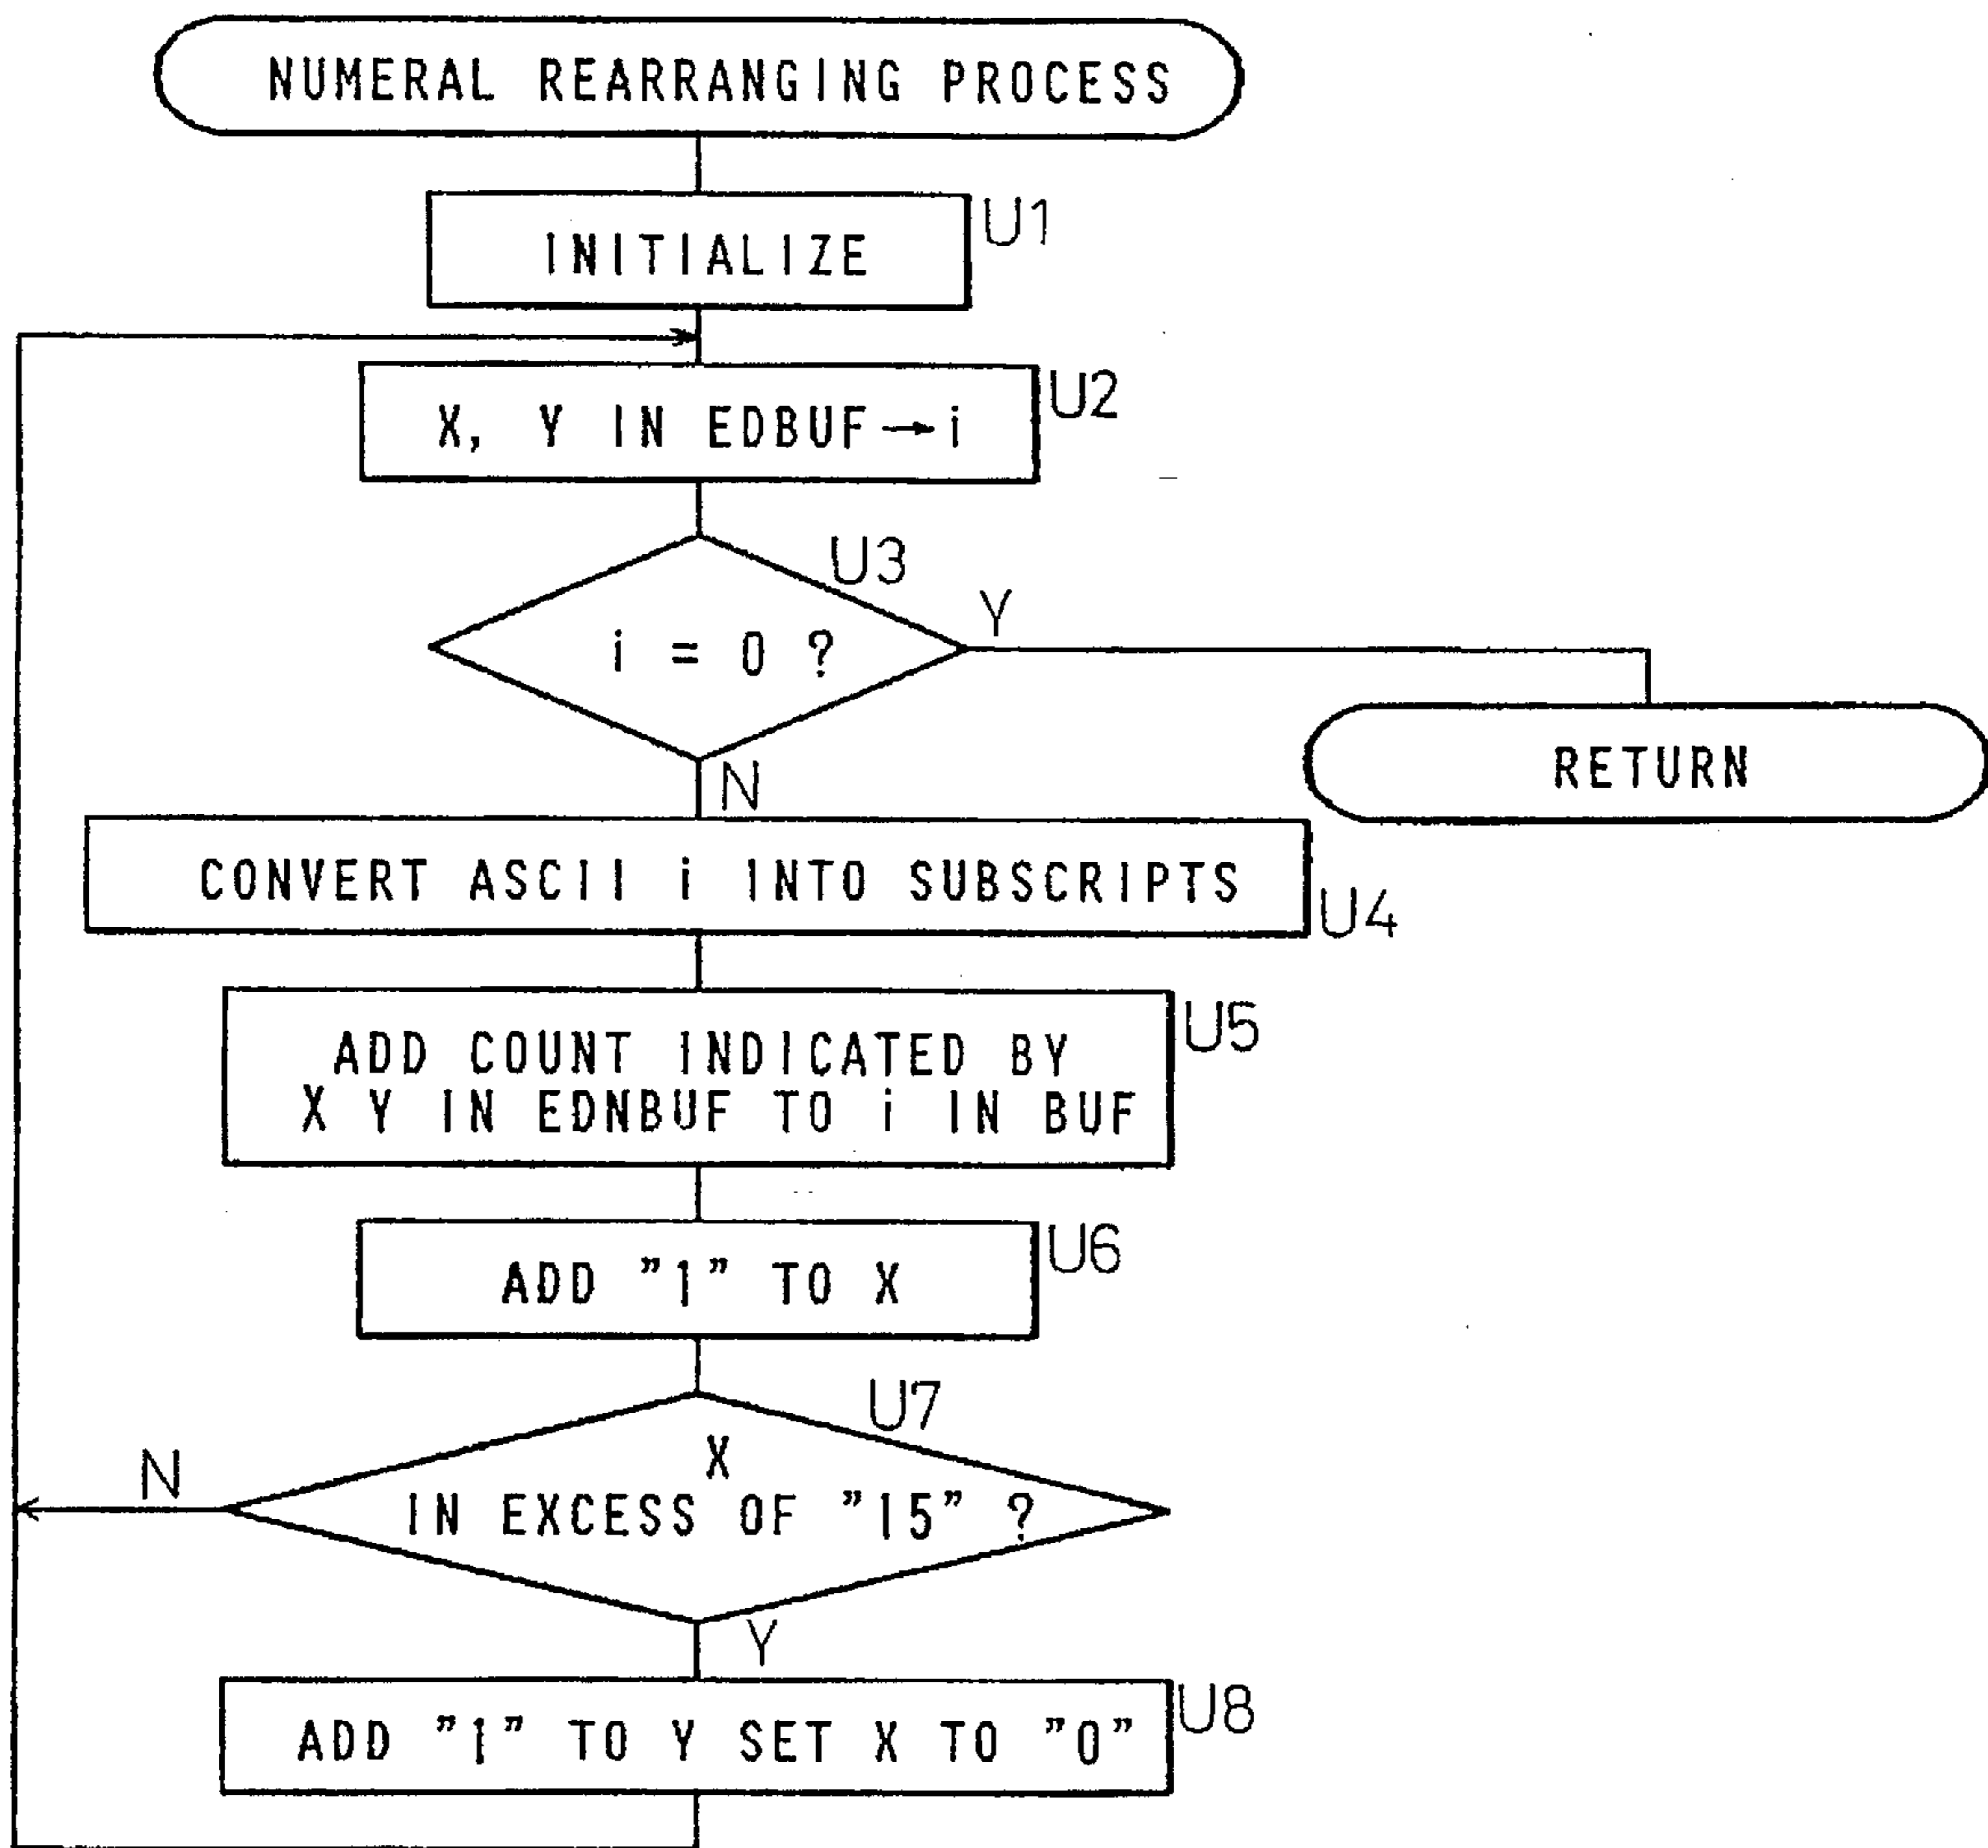 NUMERAL REARRANGING PROCESS
INITIALIZE
U1
X, Y IN EDBUF→i
U2
U3
i = 0 ?
Y
RETURN
N
CONVERT ASCII i INTO SUBSCRIPTS
U4
ADD COUNT INDICATED BY
X Y IN EDNBUF TO i IN BUF
U5
ADD "1" TO X
U6
U7
X
IN EXCESS OF "15" ?
N
Y
ADD "1" TO Y SET X TO "0"
U8